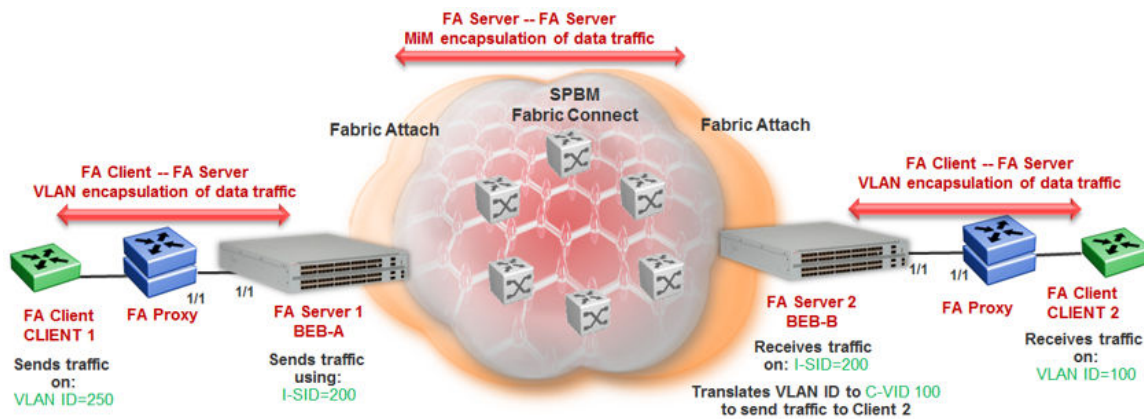 FA Server -- FA Server
MiM encapsulation of data traffic
SPBM
Fabric Connect
Fabric Attach
Fabric Attach
FA Client -- FA Server
VLAN encapsulation of data traffic
FA Client -- FA Server
VLAN encapsulation of data traffic
1/1
1/1
1/1
1/1
FA Client
CLIENT 1
Sends traffic
on:
VLAN ID=250
FA Proxy
FA Server 1
BEB-A
Sends traffic
using:
I-SID=200
FA Server 2
BEB-B
Receives traffic
on: I-SID=200
Translates VLAN ID to C-VID 100
to send traffic to Client 2
FA Proxy
FA Client
CLIENT 2
Receives traffic
on:
VLAN ID=100